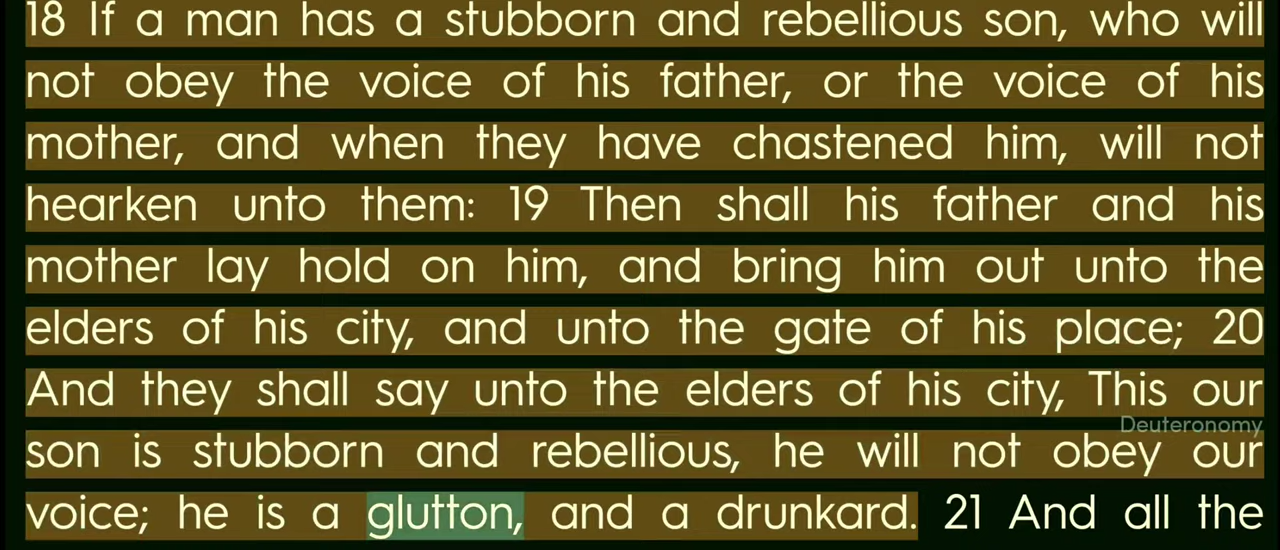 18 If a man has a stubborn and rebellious son, who will
not obey the voice of his father, or the voice of his
mother, and when they have chastened him, will not
hearken unto them: 19 Then shall his father and his
mother lay hold on him, and bring him out unto the
elders of his city, and unto the gate of his place; 20
And they shall say unto the elders of his city, This our
Deuteronomy
son is stubborn and rebellious, he will not obey our
voice; he is a glutton, and a drunkard. 21 And all the